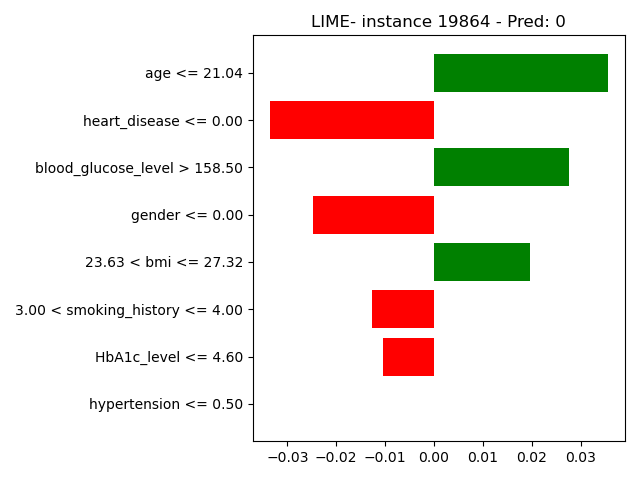 LIME- instance 19864 - Pred: 0
age <= 21.04
heart_disease <= 0.00
blood_glucose_level > 158.50
gender <= 0.00
23.63 < bmi <= 27.32
3.00 < smoking_history <= 4.00
HbA1c_level <= 4.60
hypertension <= 0.50
−0.03 −0.02 −0.01 0.00 0.01 0.02 0.03